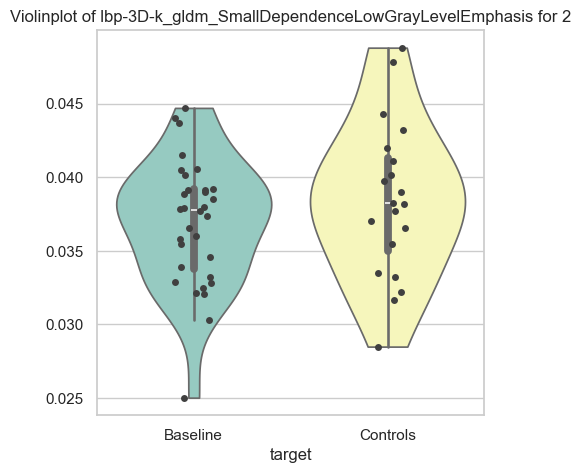 Violinplot of lbp-3D-k_gldm_SmallDependenceLowGrayLevelEmphasis for 2
0.045
0.040
0.035
0.030
0.025
Baseline Controls
target